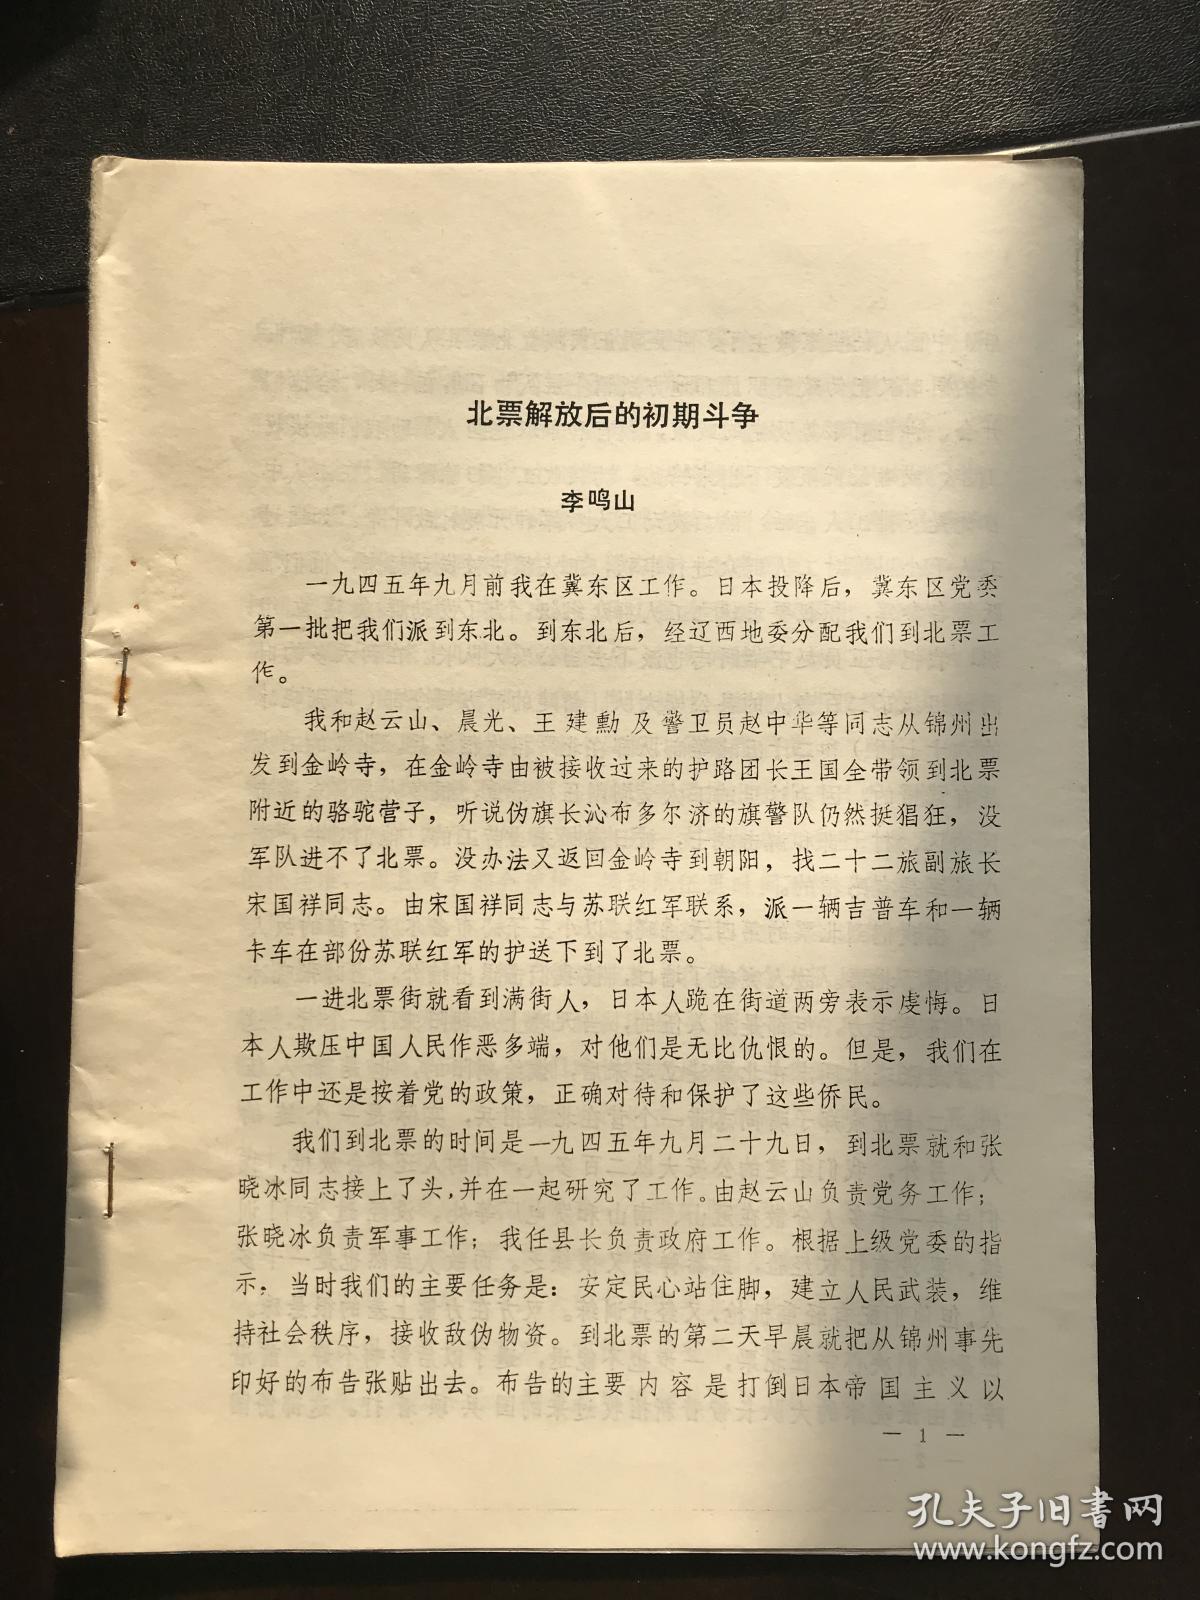 北票解放后的初期斗争
李鸣山
一九四五年九月前我在冀东区工作。日本投降后，冀东区党委
第一批把我们派到东北。到东北后，经辽西地委分配我们到北票工
作。
我和赵云山、晨光、王建勳及警卫员赵中华等同志从锦州出
发到金岭寺，在金岭寺由被接收过来的护路团长王国全带领到北票
附近的骆驼营子，听说伪旗长沁布多尔济的旗警队仍然挺猖狂，没
军队进不了北票。没办法又返回金岭寺到朝阳，找二十二旅副旅长
宋国祥同志。由宋国祥同志与苏联红军联系，派一辆吉普车和一辆
卡车在部份苏联红军的护送下到了北票。
一进北票街就看到满街人，日本人跪在街道两旁表示虔悔。日
本人欺压中国人民作恶多端，对他们是无比仇恨的。但是，我们在
工作中还是按着党的政策，正确对待和保护了这些侨民。
我们到北票的时间是一九四五年九月二十九日，到北票就和张
晓冰同志接上了头，并在一起研究了工作。由赵云山负责党务工作；
张晓冰负责军事工作；我任县长负责政府工作。根据上级党委的指
示，当时我们的主要任务是：安定民心站住脚，建立人民武装，维
持社会秩序，接收敌伪物资。到北票的第二天早晨就把从锦州事先
印好的布告张贴出去。布告的主要内容是打倒日本帝国主义以
— 1 —
孔夫子旧书网
www.kongfz.com